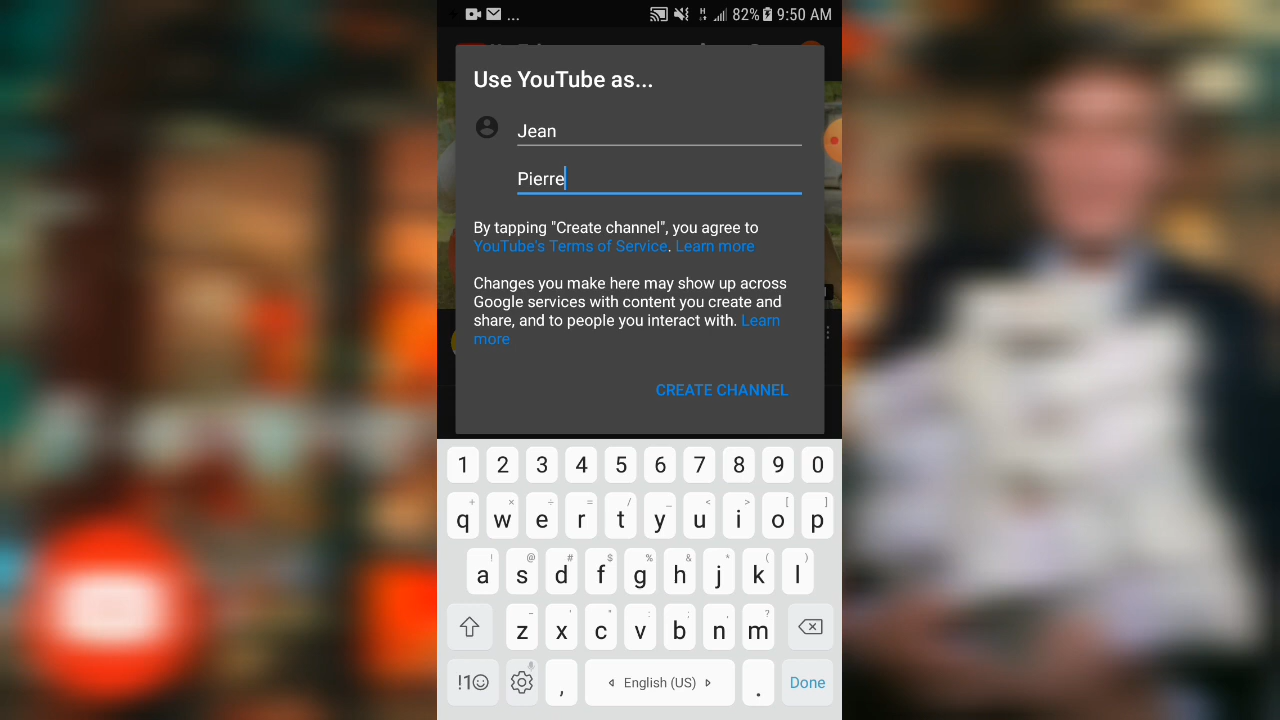 ... 82% 9:50 AM
Use YouTube as...
Jean
Pierre
By tapping "Create channel", you agree to
YouTube's Terms of Service. Learn more
Changes you make here may show up across
Google services with content you create and
share, and to people you interact with. Learn
more
CREATE CHANNEL
1 2 3 4 5 6 7 8 9 0
+ × ÷ = / _ < > [ ]
q w e r t y u i o p
! @ # $ % & * ( )
a s d f g h j k l
- ' " : ; , ?
z x c v b n m
!1☺ , English (US) . Done